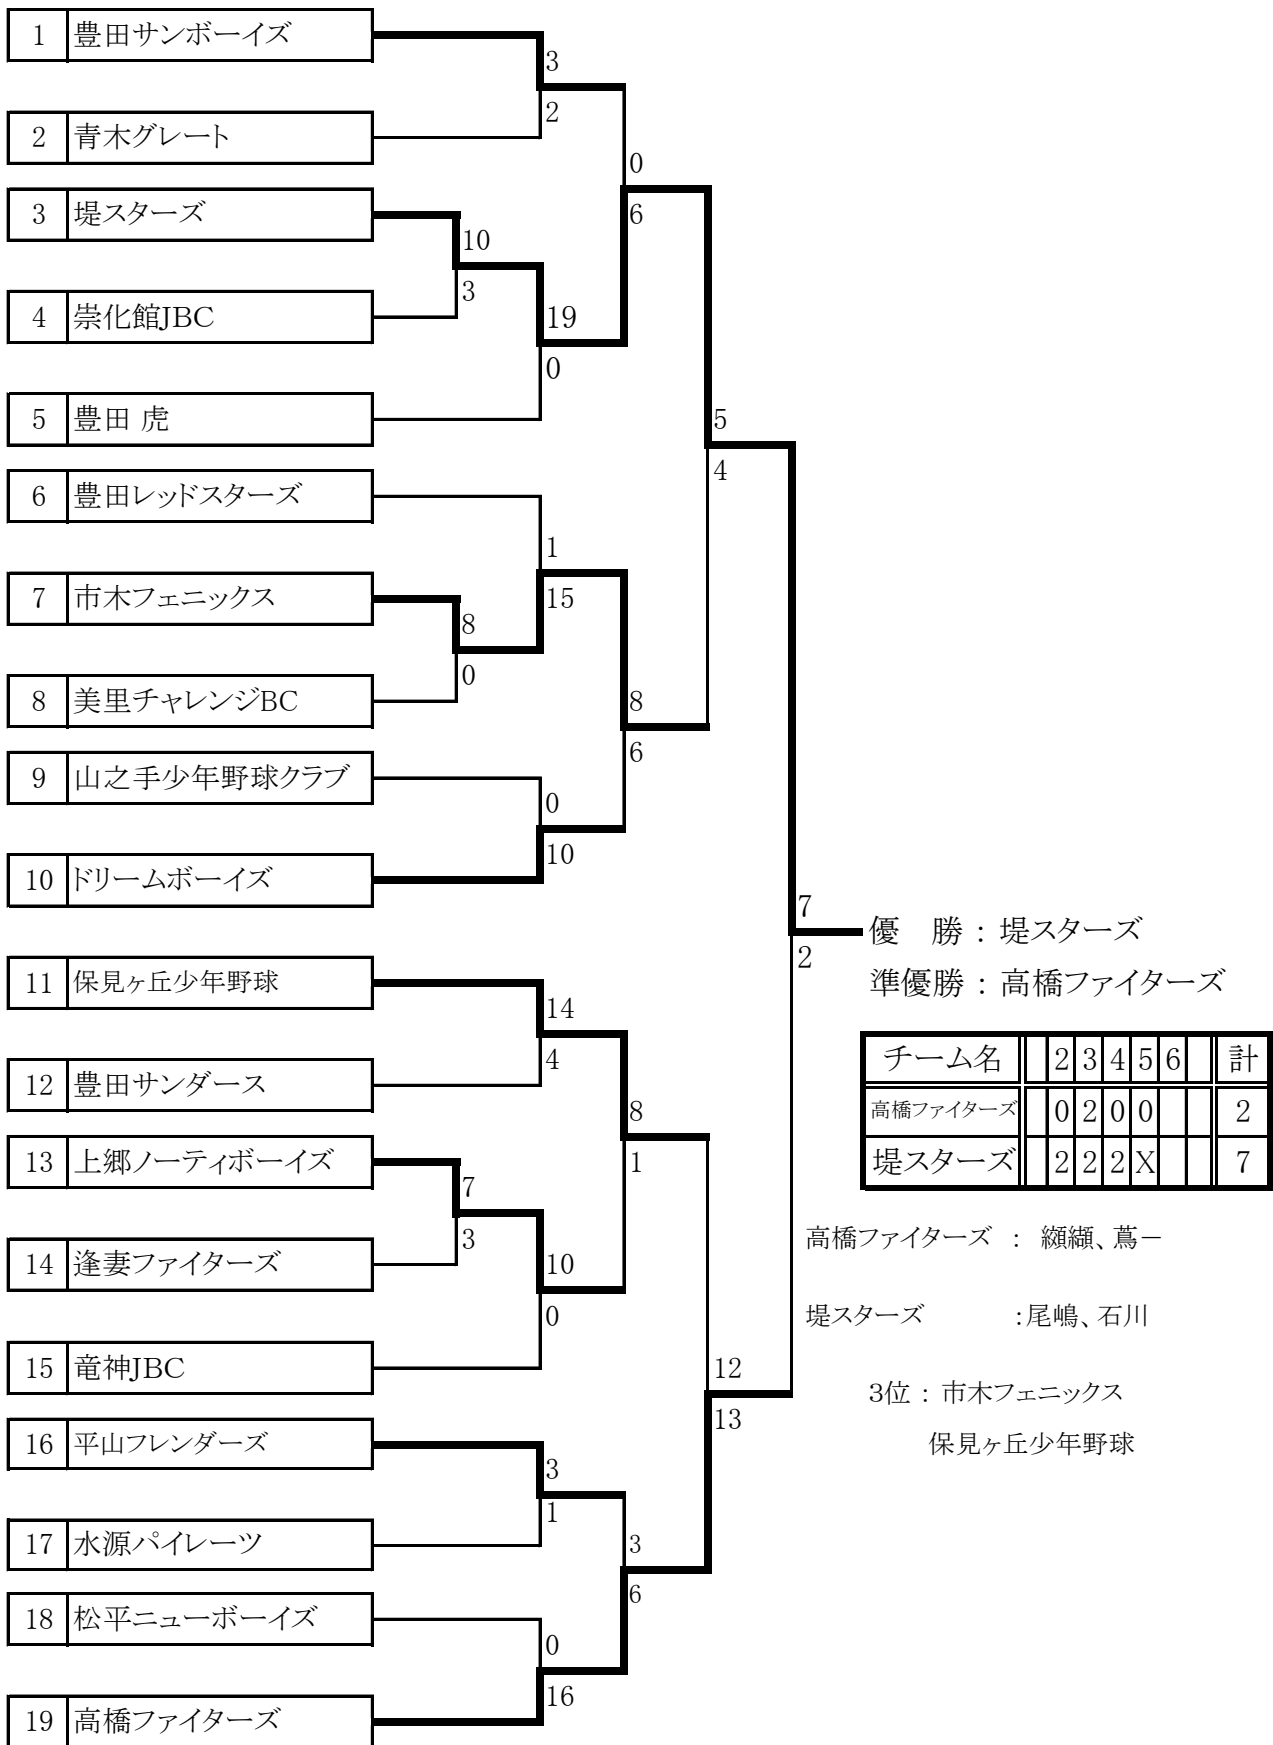 1 豊田サンボーイズ
3
2
2 青木グレート
0
6
3 堤スターズ
10
3
4 崇化館JBC
19
0
5 豊田 虎
5
4
6 豊田レッドスターズ
1
15
7 市木フェニックス
8
0
8 美里チャレンジBC
8
6
9 山之手少年野球クラブ
0
10
10 ドリームボーイズ
7
2
優 勝 : 堤スターズ
準優勝 : 高橋ファイターズ
11 保見ヶ丘少年野球
14
4
12 豊田サンダース
8
1
13 上郷ノーティボーイズ
7
3
14 逢妻ファイターズ
10
0
15 竜神JBC
12
13
16 平山フレンダーズ
3
1
17 水源パイレーツ
3
6
18 松平ニューボーイズ
0
16
19 高橋ファイターズ
チーム名 2 3 4 5 6 計
高橋ファイターズ 0 2 0 0 2
堤スターズ 2 2 2 X 7
高橋ファイターズ : 纐纈、蔦一
堤スターズ :尾嶋、石川
3位 : 市木フェニックス
保見ヶ丘少年野球